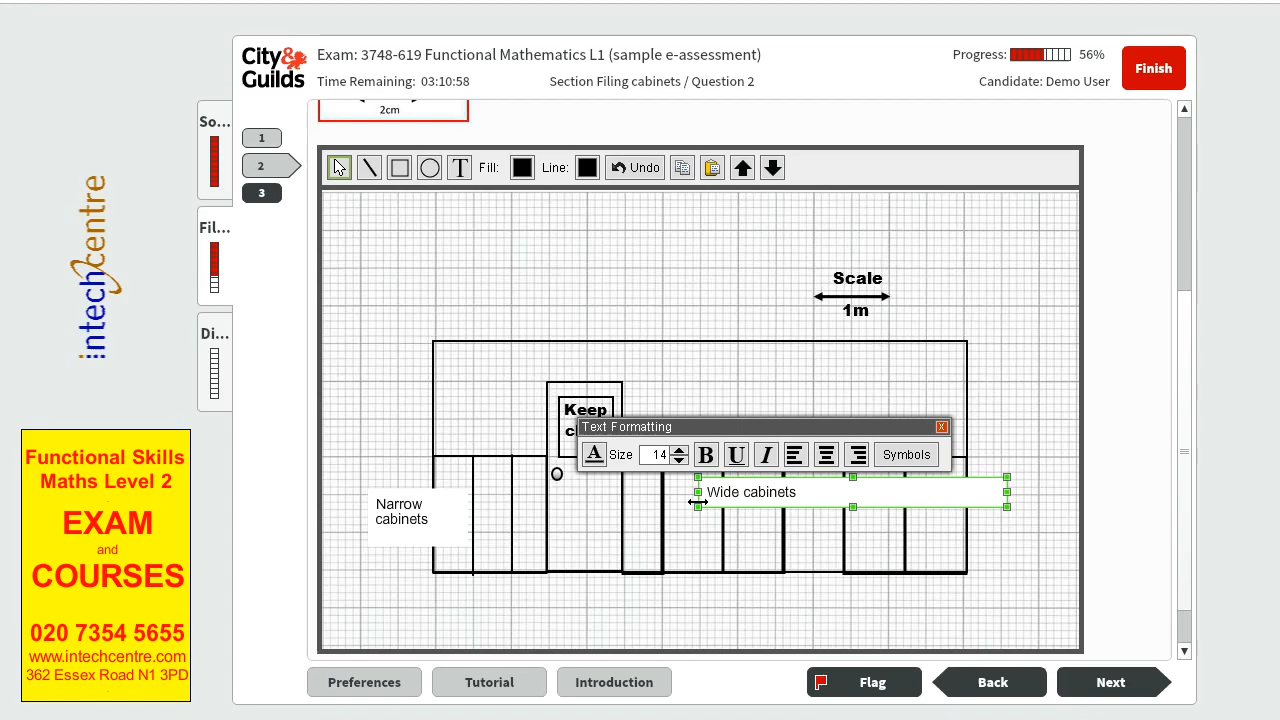 City&
Guilds
Exam: 3748-619 Functional Mathematics L1 (sample e-assessment)
Progress: 56%
Finish
Time Remaining: 03:10:58
Section Filing cabinets / Question 2
Candidate: Demo User
So...
Fil...
Di...
1
2
3
2cm
T Fill: Line: Undo
Scale
1m
Keep
Text Formatting X
A Size 14 B U I Symbols
Wide cabinets
Narrow
cabinets
intechcentre
Functional Skills
Maths Level 2
EXAM
and
COURSES
020 7354 5655
www.intechcentre.com
362 Essex Road N1 3PD
Preferences
Tutorial
Introduction
Flag
Back
Next